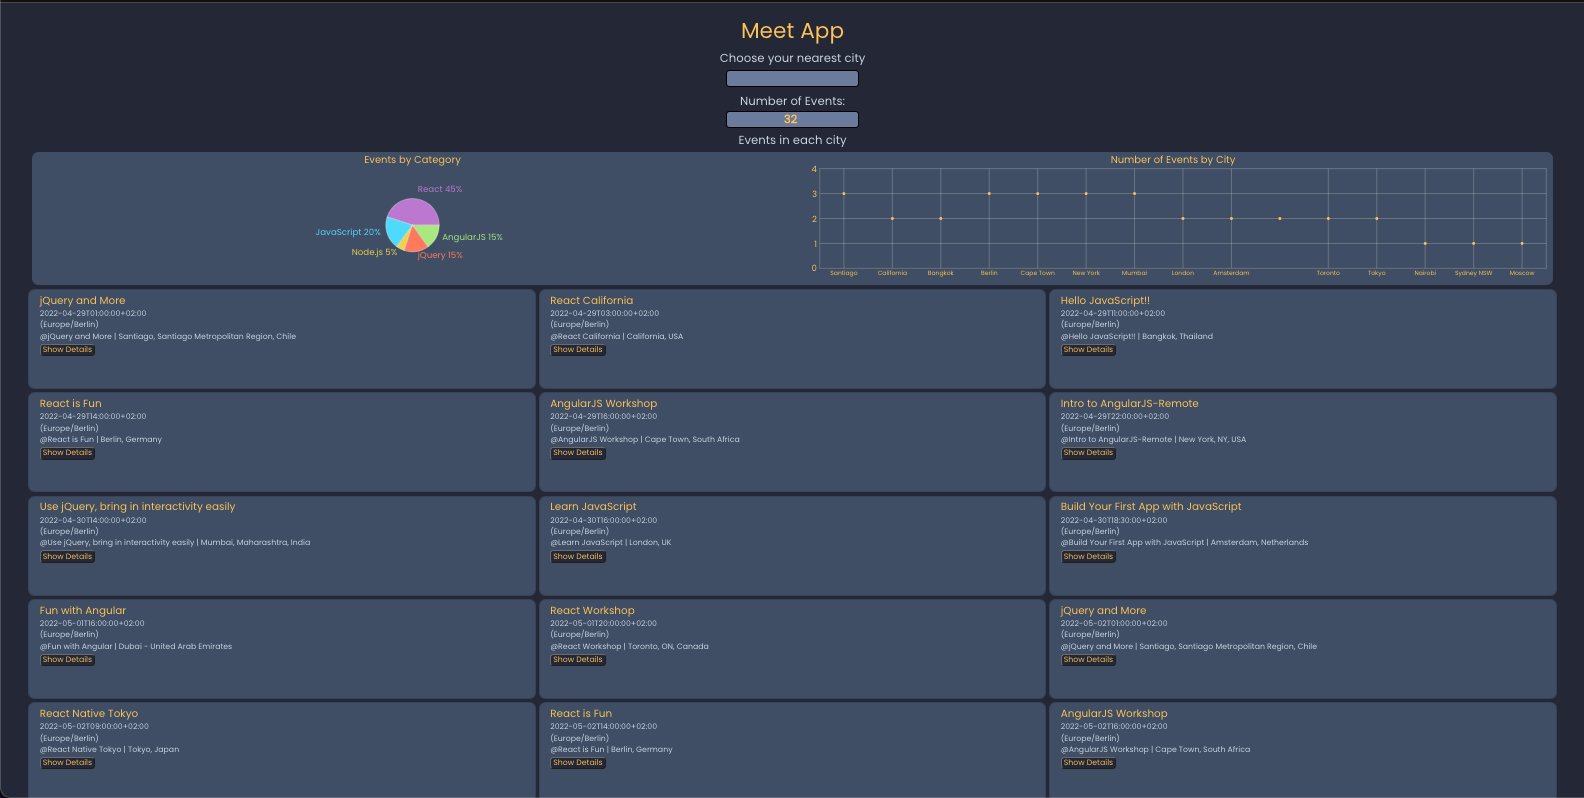 Meet App
Choose your nearest city
Number of Events:
32
Events in each city
Events by Category
React 45%
JavaScript 20%
AngularJS 15%
Node.js 5%
jQuery 15%
Number of Events by City
4
3
2
1
0
Santiago California Bangkok Berlin Cape Town New York Mumbai London Amsterdam Toronto Tokyo Nairobi Sydney NSW Moscow
jQuery and More
2022-04-29T01:00:00+02:00
(Europe/Berlin)
@jQuery and More | Santiago, Santiago Metropolitan Region, Chile
Show Details
React California
2022-04-29T03:00:00+02:00
(Europe/Berlin)
@React California | California, USA
Show Details
Hello JavaScript!!
2022-04-29T11:00:00+02:00
(Europe/Berlin)
@Hello JavaScript!! | Bangkok, Thailand
Show Details
React is Fun
2022-04-29T14:00:00+02:00
(Europe/Berlin)
@React is Fun | Berlin, Germany
Show Details
AngularJS Workshop
2022-04-29T16:00:00+02:00
(Europe/Berlin)
@AngularJS Workshop | Cape Town, South Africa
Show Details
Intro to AngularJS-Remote
2022-04-29T22:00:00+02:00
(Europe/Berlin)
@Intro to AngularJS-Remote | New York, NY, USA
Show Details
Use jQuery, bring in interactivity easily
2022-04-30T14:00:00+02:00
(Europe/Berlin)
@Use jQuery, bring in interactivity easily | Mumbai, Maharashtra, India
Show Details
Learn JavaScript
2022-04-30T16:00:00+02:00
(Europe/Berlin)
@Learn JavaScript | London, UK
Show Details
Build Your First App with JavaScript
2022-04-30T18:30:00+02:00
(Europe/Berlin)
@Build Your First App with JavaScript | Amsterdam, Netherlands
Show Details
Fun with Angular
2022-05-01T16:00:00+02:00
(Europe/Berlin)
@Fun with Angular | Dubai - United Arab Emirates
Show Details
React Workshop
2022-05-01T20:00:00+02:00
(Europe/Berlin)
@React Workshop | Toronto, ON, Canada
Show Details
jQuery and More
2022-05-02T01:00:00+02:00
(Europe/Berlin)
@jQuery and More | Santiago, Santiago Metropolitan Region, Chile
Show Details
React Native Tokyo
2022-05-02T09:00:00+02:00
(Europe/Berlin)
@React Native Tokyo | Tokyo, Japan
Show Details
React is Fun
2022-05-02T14:00:00+02:00
(Europe/Berlin)
@React is Fun | Berlin, Germany
Show Details
AngularJS Workshop
2022-05-02T16:00:00+02:00
(Europe/Berlin)
@AngularJS Workshop | Cape Town, South Africa
Show Details